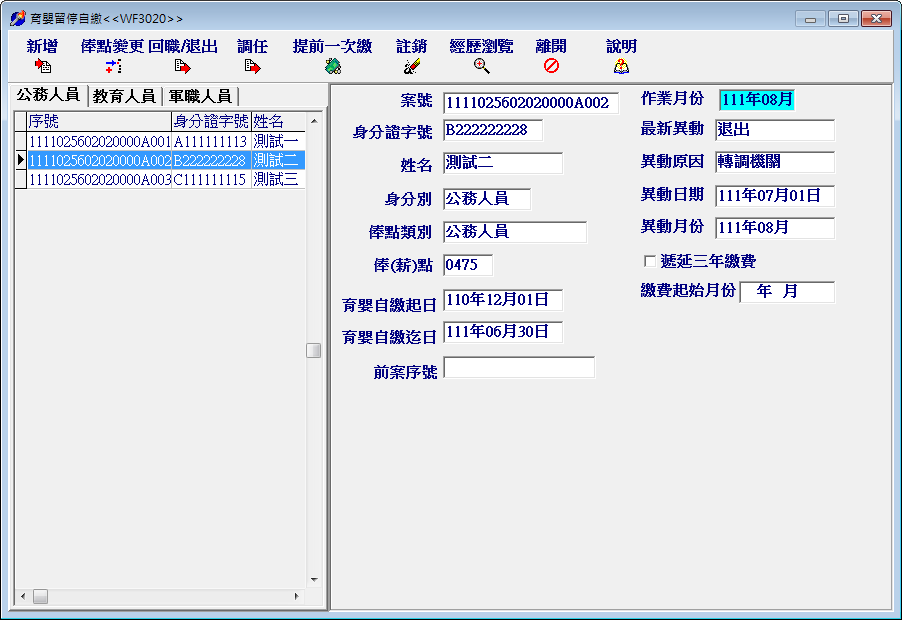 育嬰留停自繳<<WF3020>>
新增 俸點變更 回職/退出 調任 提前一次繳 註銷 經歷瀏覽 離開 說明
公務人員 教育人員 軍職人員
序號 身分證字號 姓名
1111025602020000A001 A111111113 測試一
1111025602020000A002 B222222228 測試二
1111025602020000A003 C111111115 測試三
案號 1111025602020000A002
身分證字號 B222222228
姓名 測試二
身分別 公務人員
俸點類別 公務人員
俸(薪)點 0475
育嬰自繳起日 110年12月01日
育嬰自繳迄日 111年06月30日
前案序號
作業月份 111年08月
最新異動 退出
異動原因 轉調機關
異動日期 111年07月01日
異動月份 111年08月
遞延三年繳費
繳費起始月份 年 月